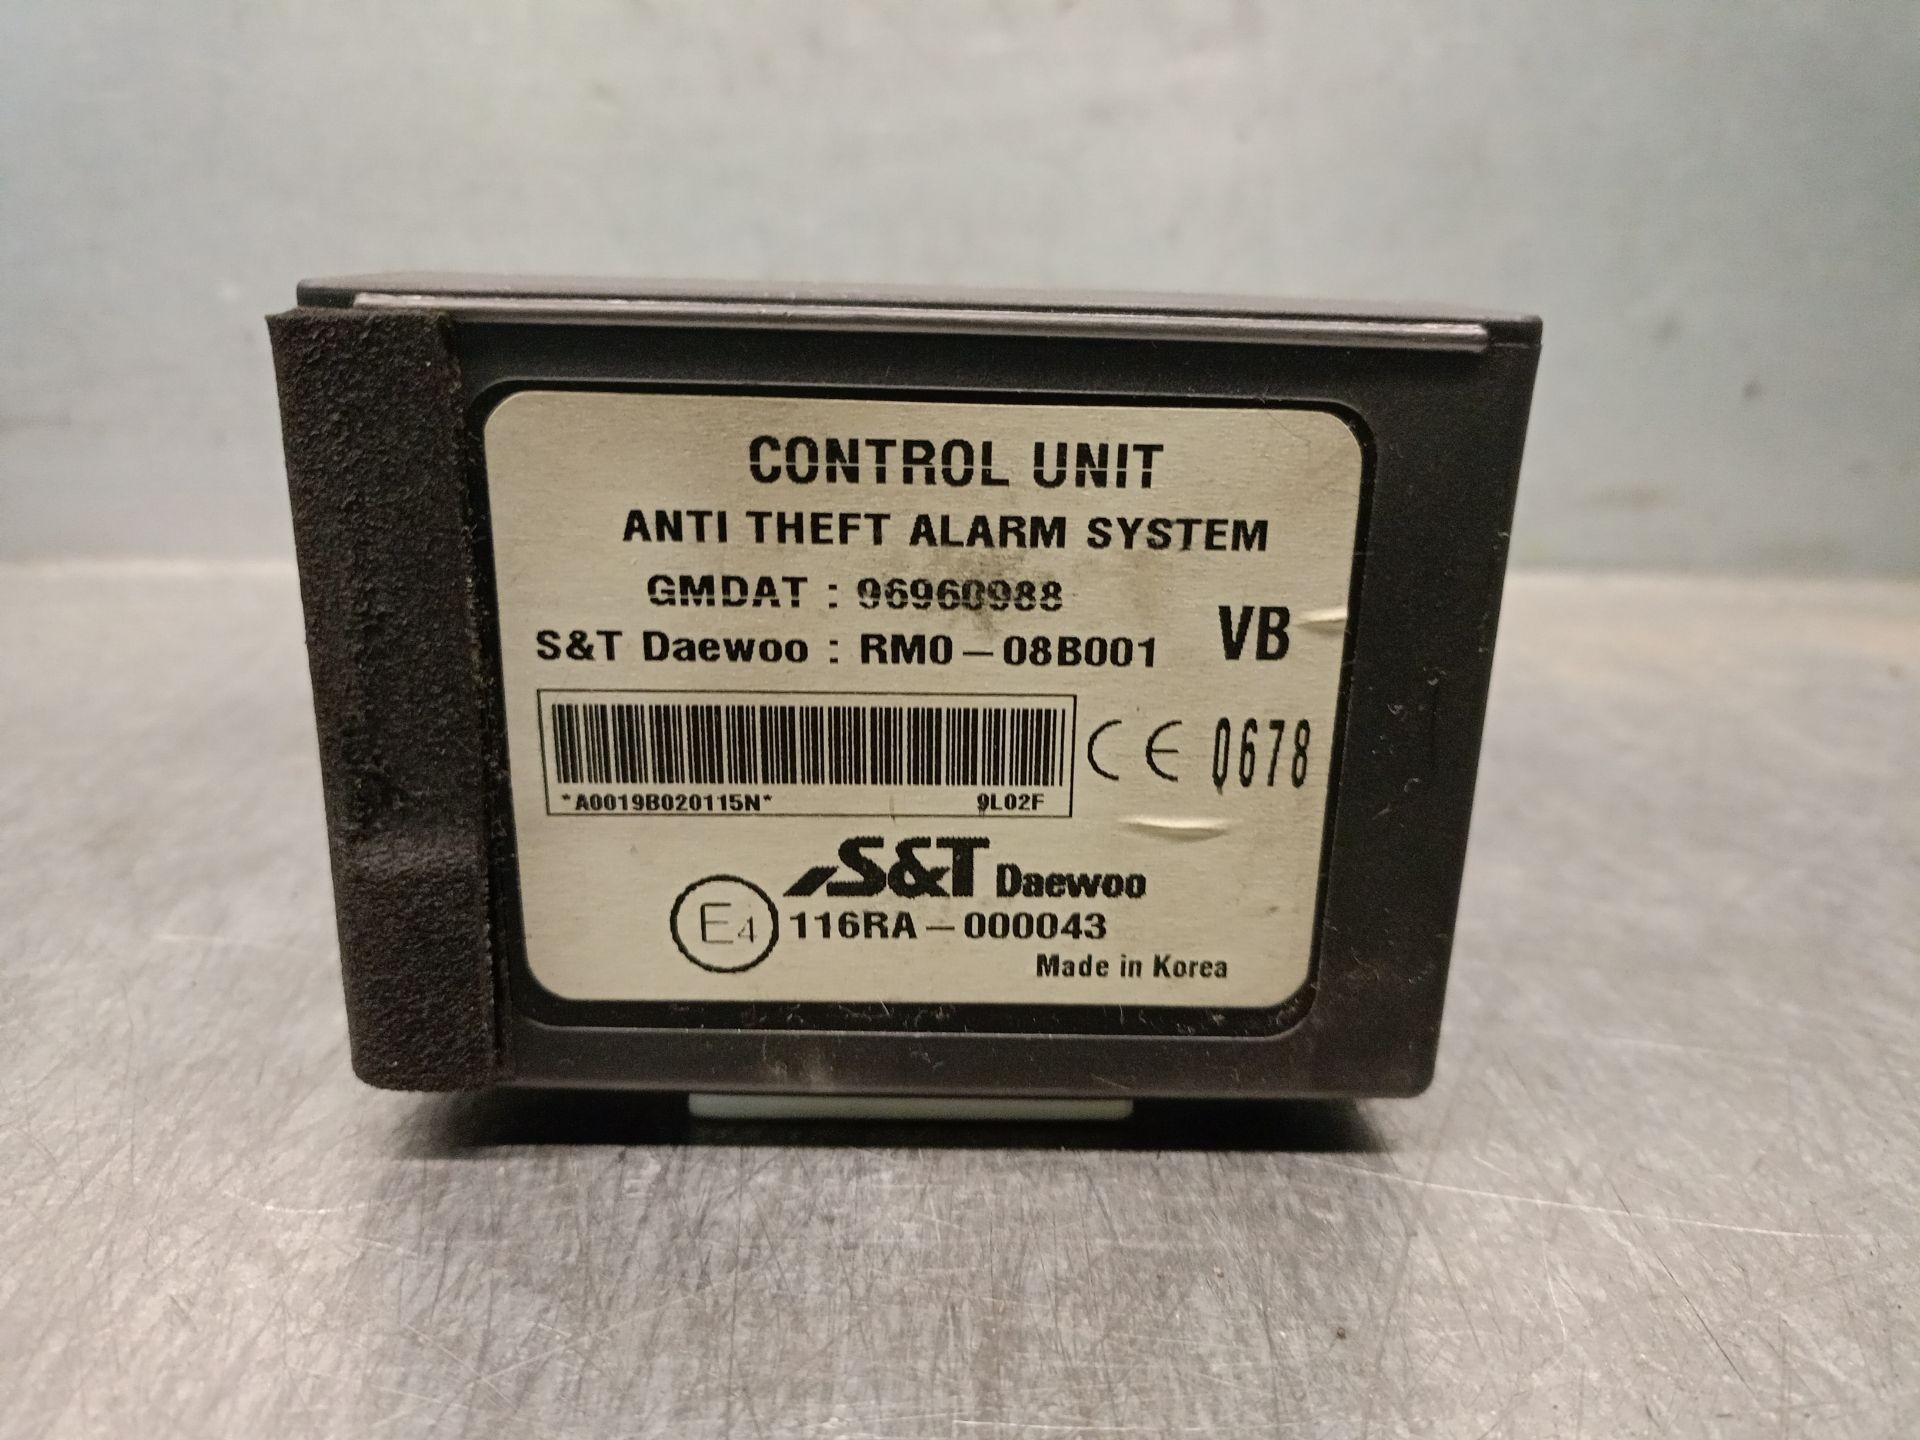 CONTROL UNIT
ANTI THEFT ALARM SYSTEM
GMDAT : 96960988
S&T Daewoo : RM0-08B001 VB
CE 0678
*A0019B020115N* 9L02F
S&T Daewoo
E4 116RA-000043
Made in Korea